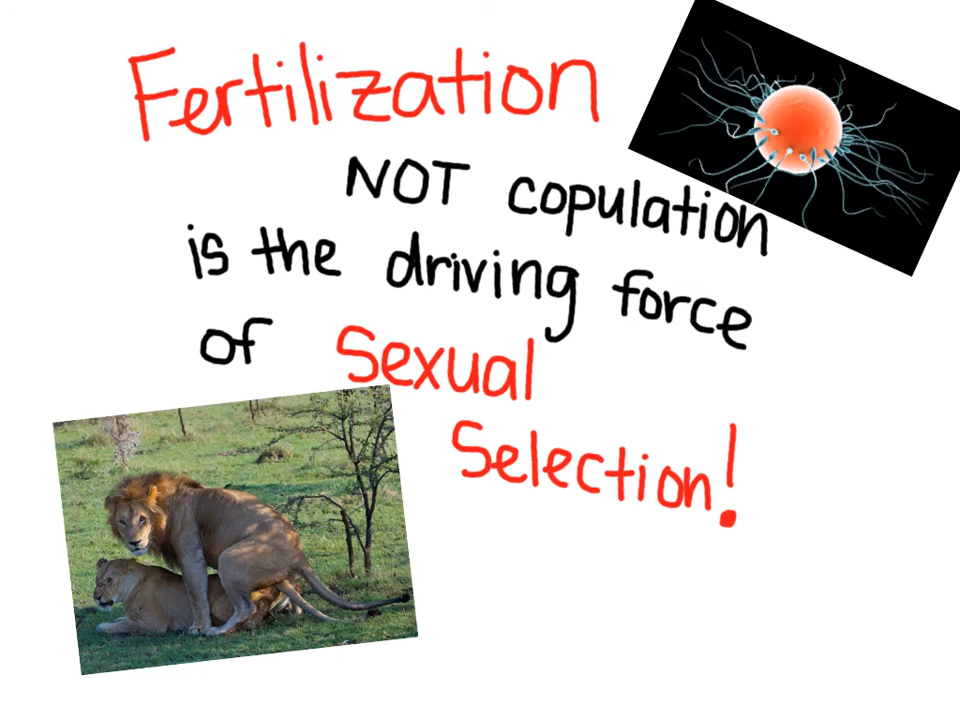 Fertilization
NOT copulation
is the driving force
of Sexual
Selection!